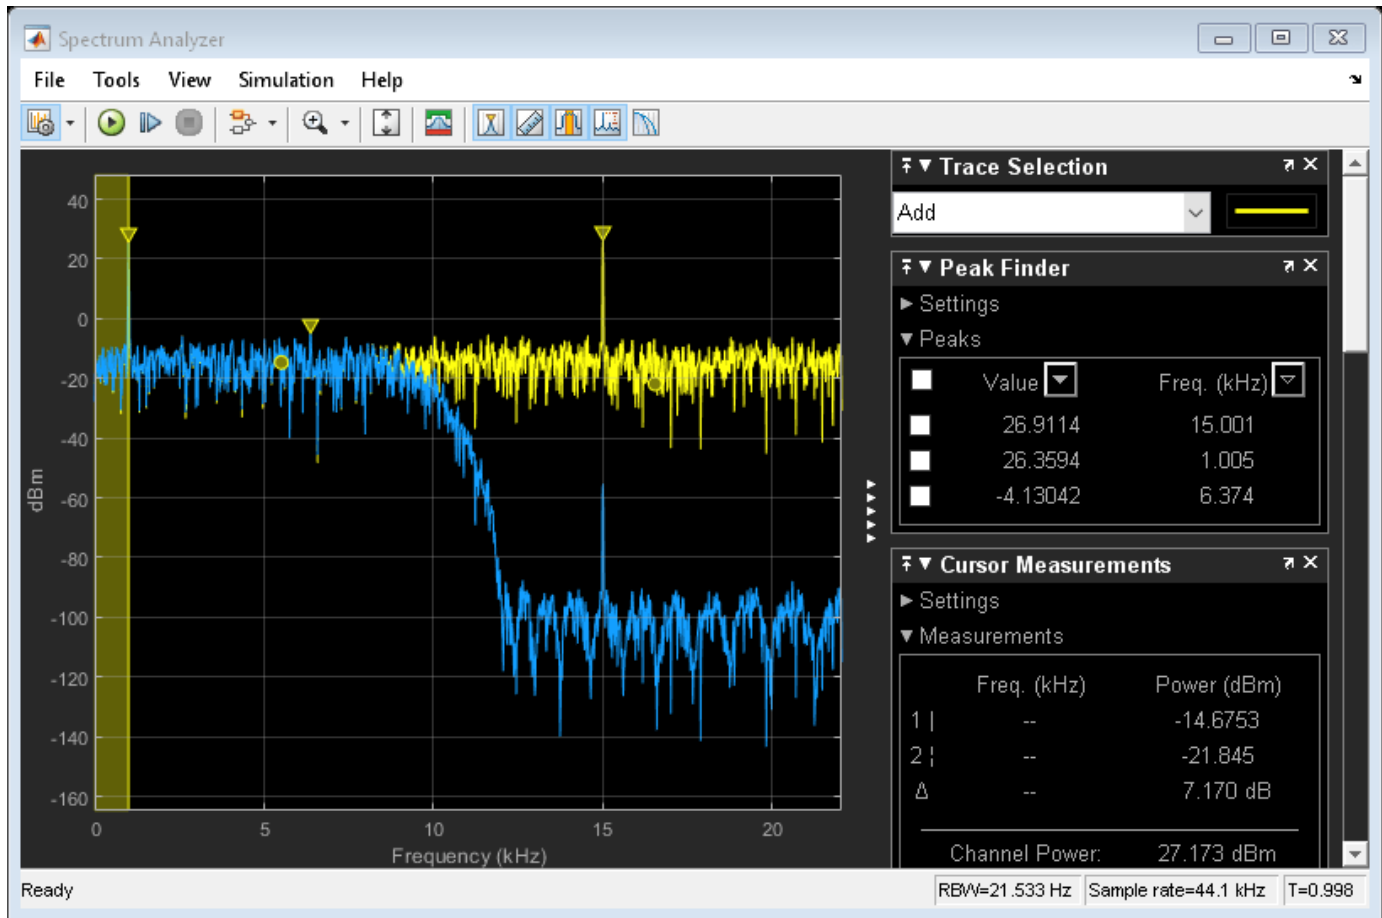 Spectrum Analyzer
File Tools View Simulation Help
40
20
0
-20
-40
-60
-80
-100
-120
-140
-160
dBm
0 5 10 15 20
Frequency (kHz)
Trace Selection
Add
Peak Finder
Settings
Peaks
Value Freq. (kHz)
26.9114 15.001
26.3594 1.005
-4.13042 6.374
Cursor Measurements
Settings
Measurements
Freq. (kHz) Power (dBm)
1 | -- -14.6753
2 ¦ -- -21.845
Δ -- 7.170 dB
Channel Power: 27.173 dBm
Ready RBW=21.533 Hz Sample rate=44.1 kHz T=0.998